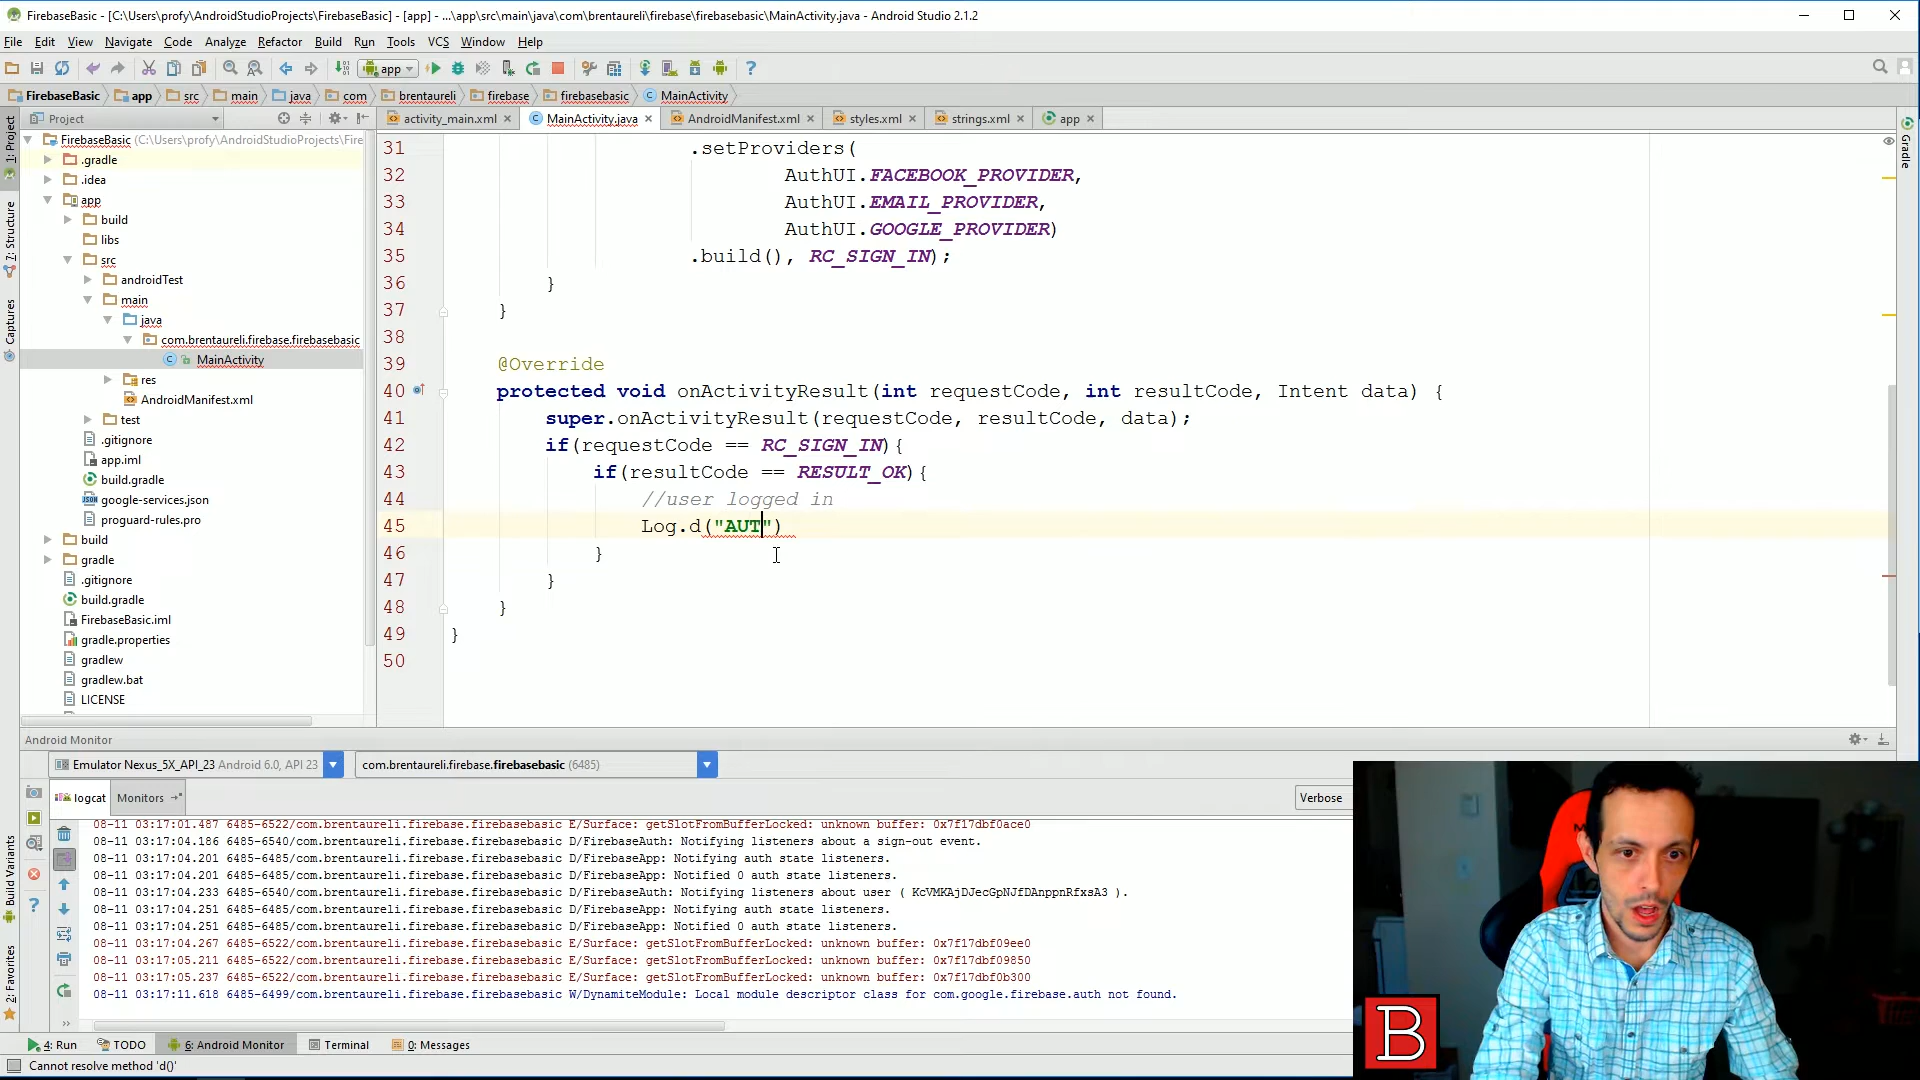 FirebaseBasic - [C:\Users\profy\AndroidStudioProjects\FirebaseBasic] - [app] - ...\app\src\main\java\com\brentaureli\firebase\firebasebasic\MainActivity.java - Android Studio 2.1.2
File Edit View Navigate Code Analyze Refactor Build Run Tools VCS Window Help
app
FirebaseBasic app src main java com brentaureli firebase firebasebasic MainActivity
Project
activity_main.xml MainActivity.java AndroidManifest.xml styles.xml strings.xml app
1: Project
7: Structure
Captures
Build Variants
2: Favorites
Gradle
FirebaseBasic (C:\Users\profy\AndroidStudioProjects\Fire
.gradle
.idea
app
build
libs
src
androidTest
main
java
com.brentaureli.firebase.firebasebasic
MainActivity
res
AndroidManifest.xml
test
.gitignore
app.iml
build.gradle
google-services.json
proguard-rules.pro
build
gradle
.gitignore
build.gradle
FirebaseBasic.iml
gradle.properties
gradlew
gradlew.bat
LICENSE
31 .setProviders(
32 AuthUI.FACEBOOK_PROVIDER,
33 AuthUI.EMAIL_PROVIDER,
34 AuthUI.GOOGLE_PROVIDER)
35 .build(), RC_SIGN_IN);
36 }
37 }
38
39 @Override
40 protected void onActivityResult(int requestCode, int resultCode, Intent data) {
41 super.onActivityResult(requestCode, resultCode, data);
42 if(requestCode == RC_SIGN_IN){
43 if(resultCode == RESULT_OK){
44 //user logged in
45 Log.d("AUT")
46 }
47 }
48 }
49 }
50
Android Monitor
Emulator Nexus_5X_API_23 Android 6.0, API 23 com.brentaureli.firebase.firebasebasic (6485)
logcat Monitors Verbose
08-11 03:17:01.487 6485-6522/com.brentaureli.firebase.firebasebasic E/Surface: getSlotFromBufferLocked: unknown buffer: 0x7f17dbf0ace0
08-11 03:17:04.186 6485-6540/com.brentaureli.firebase.firebasebasic D/FirebaseAuth: Notifying listeners about a sign-out event.
08-11 03:17:04.201 6485-6485/com.brentaureli.firebase.firebasebasic D/FirebaseApp: Notifying auth state listeners.
08-11 03:17:04.201 6485-6485/com.brentaureli.firebase.firebasebasic D/FirebaseApp: Notified 0 auth state listeners.
08-11 03:17:04.233 6485-6540/com.brentaureli.firebase.firebasebasic D/FirebaseAuth: Notifying listeners about user ( KcVMKAjDJecGpNJfDAnppnRfxsA3 ).
08-11 03:17:04.251 6485-6485/com.brentaureli.firebase.firebasebasic D/FirebaseApp: Notifying auth state listeners.
08-11 03:17:04.251 6485-6485/com.brentaureli.firebase.firebasebasic D/FirebaseApp: Notified 0 auth state listeners.
08-11 03:17:04.267 6485-6522/com.brentaureli.firebase.firebasebasic E/Surface: getSlotFromBufferLocked: unknown buffer: 0x7f17dbf09ee0
08-11 03:17:05.211 6485-6522/com.brentaureli.firebase.firebasebasic E/Surface: getSlotFromBufferLocked: unknown buffer: 0x7f17dbf09850
08-11 03:17:05.237 6485-6522/com.brentaureli.firebase.firebasebasic E/Surface: getSlotFromBufferLocked: unknown buffer: 0x7f17dbf0b300
08-11 03:17:11.618 6485-6499/com.brentaureli.firebase.firebasebasic W/DynamiteModule: Local module descriptor class for com.google.firebase.auth not found.
4: Run TODO 6: Android Monitor Terminal 0: Messages
Cannot resolve method 'd()'
B